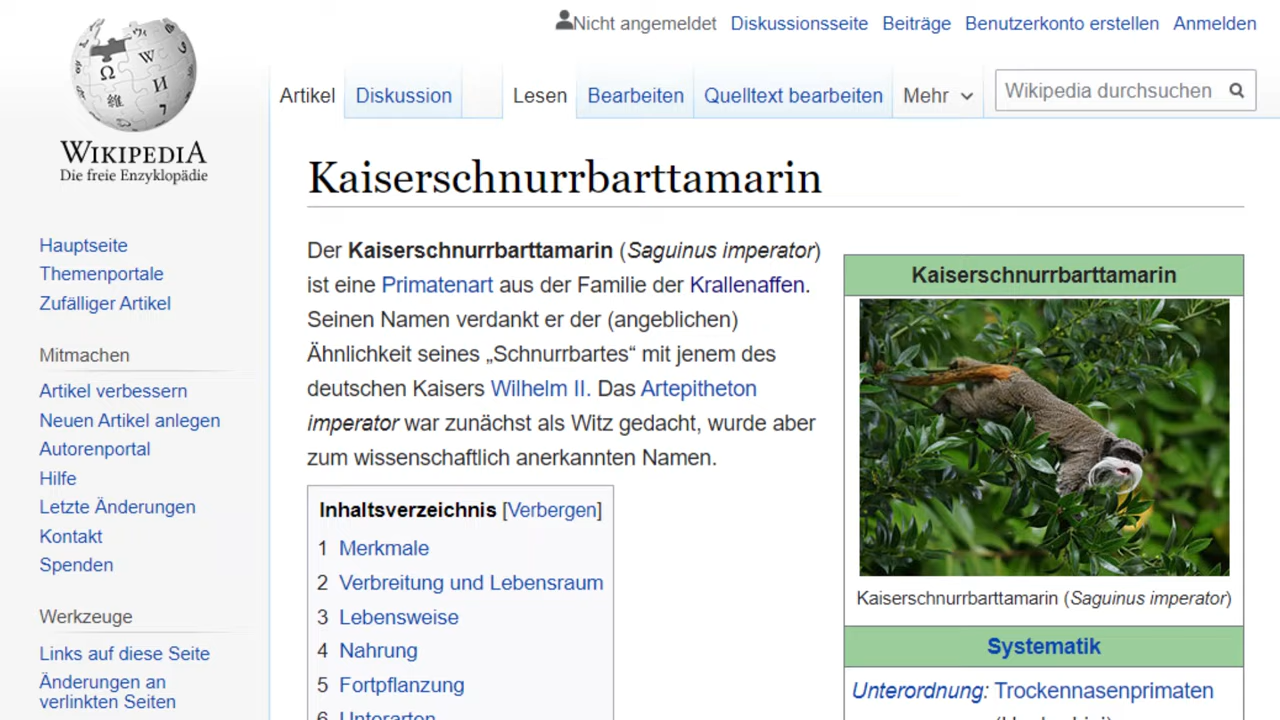 Nicht angemeldet Diskussionsseite Beiträge Benutzerkonto erstellen Anmelden
Artikel Diskussion Lesen Bearbeiten Quelltext bearbeiten Mehr Wikipedia durchsuchen
WIKIPEDIA
Die freie Enzyklopädie
Hauptseite
Themenportale
Zufälliger Artikel
Mitmachen
Artikel verbessern
Neuen Artikel anlegen
Autorenportal
Hilfe
Letzte Änderungen
Kontakt
Spenden
Werkzeuge
Links auf diese Seite
Änderungen an
verlinkten Seiten
Kaiserschnurrbarttamarin
Der Kaiserschnurrbarttamarin (Saguinus imperator)
ist eine Primatenart aus der Familie der Krallenaffen.
Seinen Namen verdankt er der (angeblichen)
Ähnlichkeit seines „Schnurrbartes“ mit jenem des
deutschen Kaisers Wilhelm II. Das Artepitheton
imperator war zunächst als Witz gedacht, wurde aber
zum wissenschaftlich anerkannten Namen.
Inhaltsverzeichnis [Verbergen]
1 Merkmale
2 Verbreitung und Lebensraum
3 Lebensweise
4 Nahrung
5 Fortpflanzung
6 Unterarten
Kaiserschnurrbarttamarin
Kaiserschnurrbarttamarin (Saguinus imperator)
Systematik
Unterordnung: Trockennasenprimaten